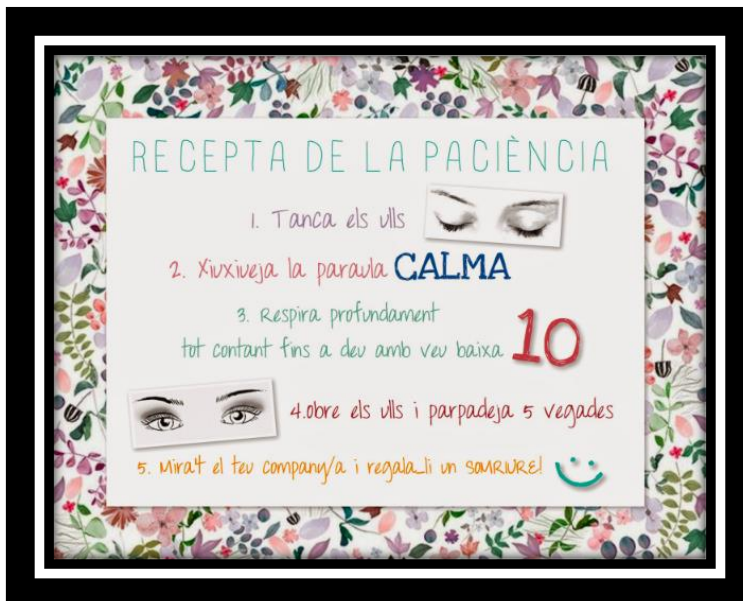 RECEPTA DE LA PACIÈNCIA
1. Tanca els ulls
2. Xiuxiueja la paraula CALMA
3. Respira profundament
tot contant fins a deu amb veu baixa 10
4.obre els ulls i parpadeja 5 vegades
5. Mira't el teu company/a i regala_li un SOMRIURE!